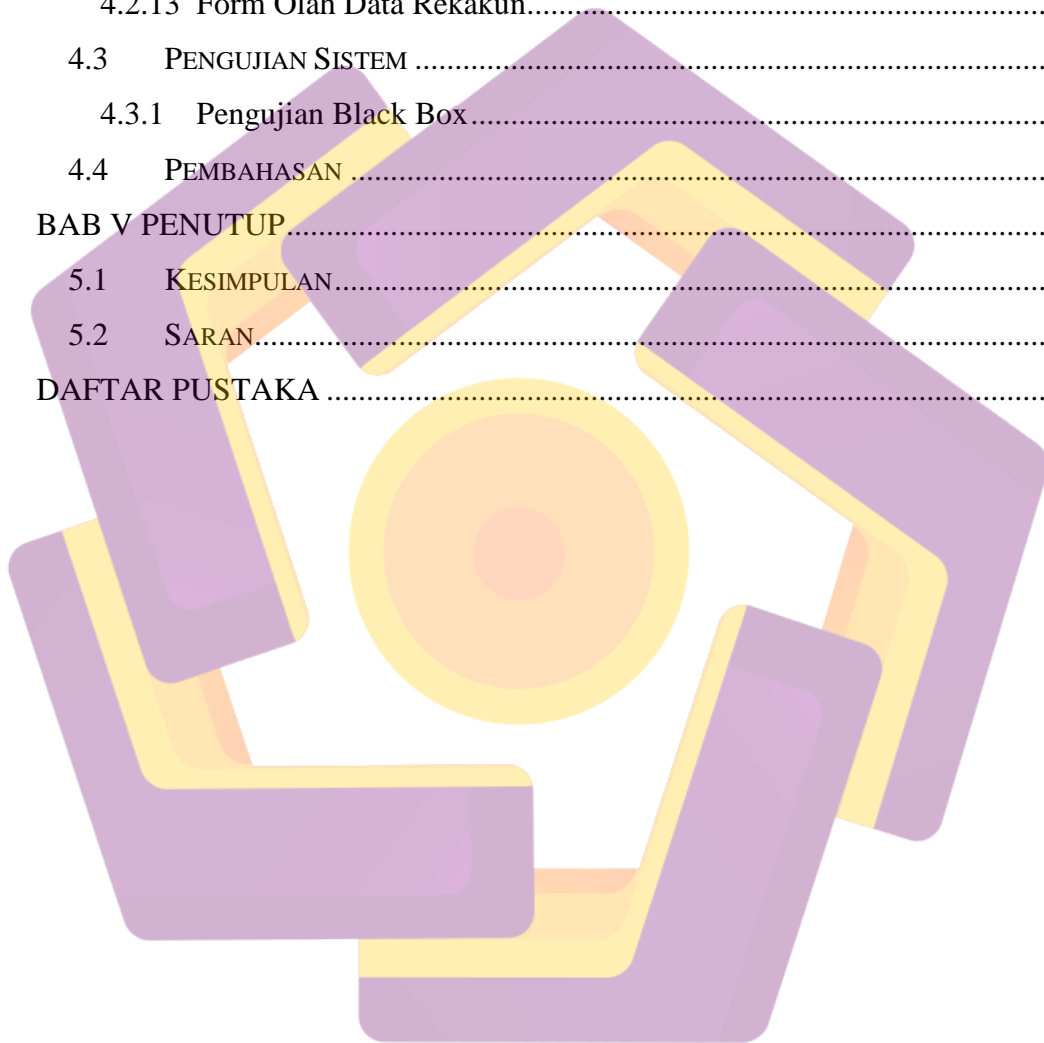 4.2.13 Form Olah Data Rekakun........................................................................
4.3 PENGUJIAN SISTEM ........................................................................
4.3.1 Pengujian Black Box........................................................................
4.4 PEMBAHASAN ........................................................................
BAB V PENUTUP........................................................................
5.1 KESIMPULAN........................................................................
5.2 SARAN........................................................................
DAFTAR PUSTAKA ........................................................................